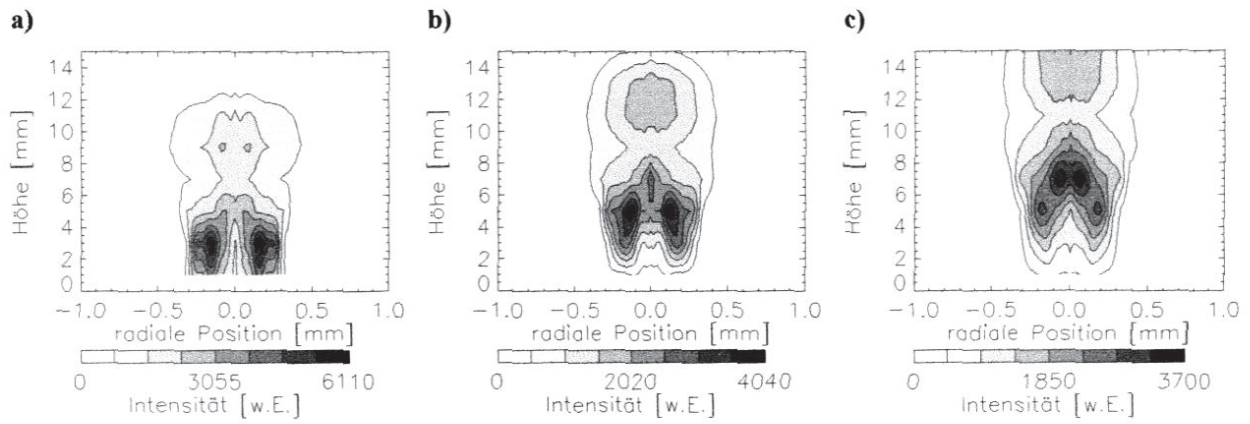 a)
14
12
10
8
6
4
2
0
Höhe [mm]
-1.0 -0.5 0.0 0.5 1.0
radiale Position [mm]
0 3055 6110
Intensität [w.E.]
b)
14
12
10
8
6
4
2
0
Höhe [mm]
-1.0 -0.5 0.0 0.5 1.0
radiale Position [mm]
0 2020 4040
Intensität [w.E.]
c)
14
12
10
8
6
4
2
0
Höhe [mm]
-1.0 -0.5 0.0 0.5 1.0
radiale Position [mm]
0 1850 3700
Intensität [w.E.]